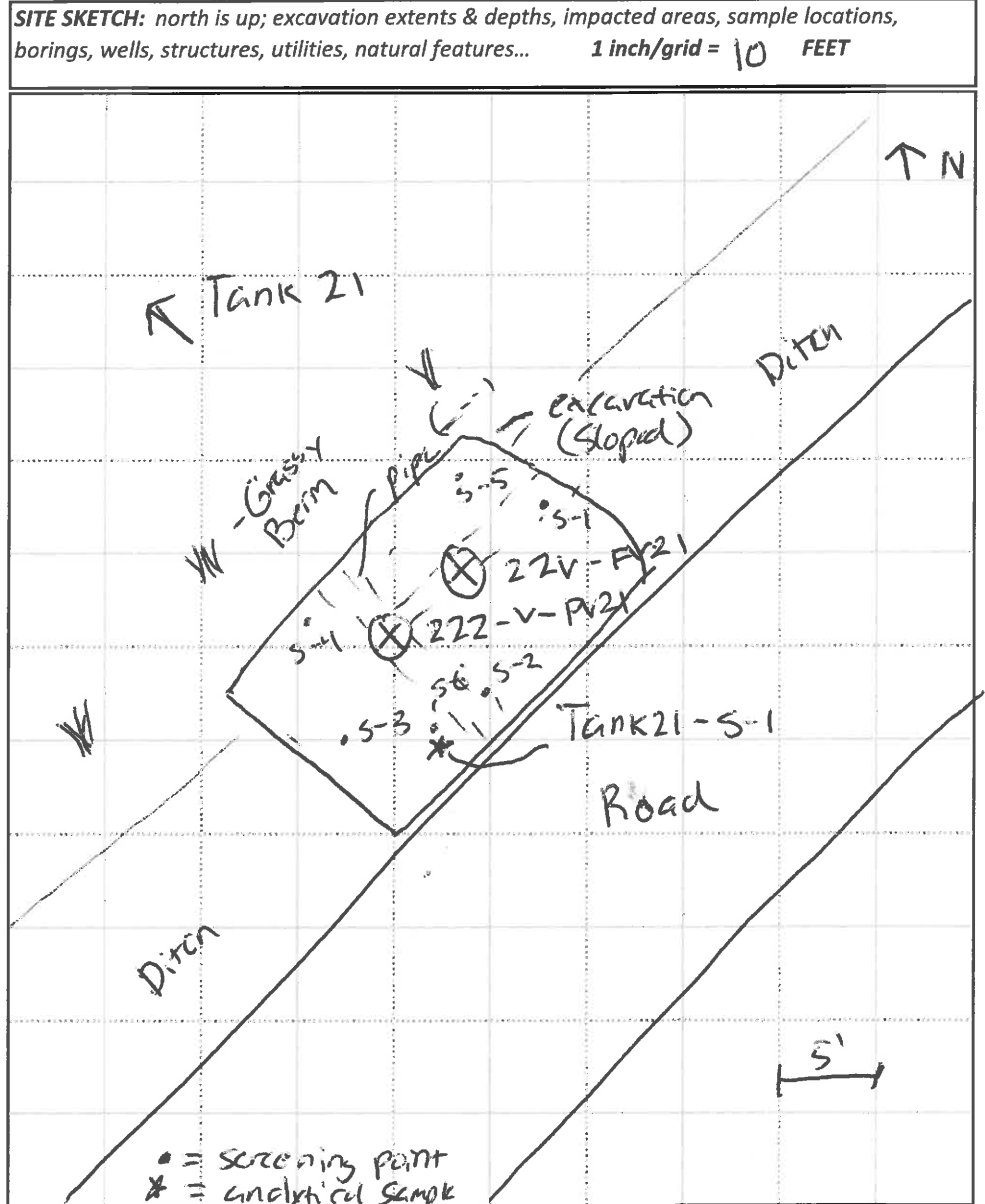 SITE SKETCH: north is up; excavation extents & depths, impacted areas, sample locations,
borings, wells, structures, utilities, natural features... 1 inch/grid = 10 FEET
↑ N
Tank 21
Ditch
excavation
(sloped)
pipe
-Grassy
Berm
S-5
S-1
22V-FV21
222-V-PV21
S-4
S6
S-2
S-3
Tank21-S-1
Road
Ditch
5'
• = screening point
* = analytical sample